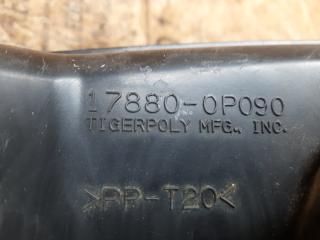 17880-0P090
TIGERPOLY MFG., INC.
>PP-T20<